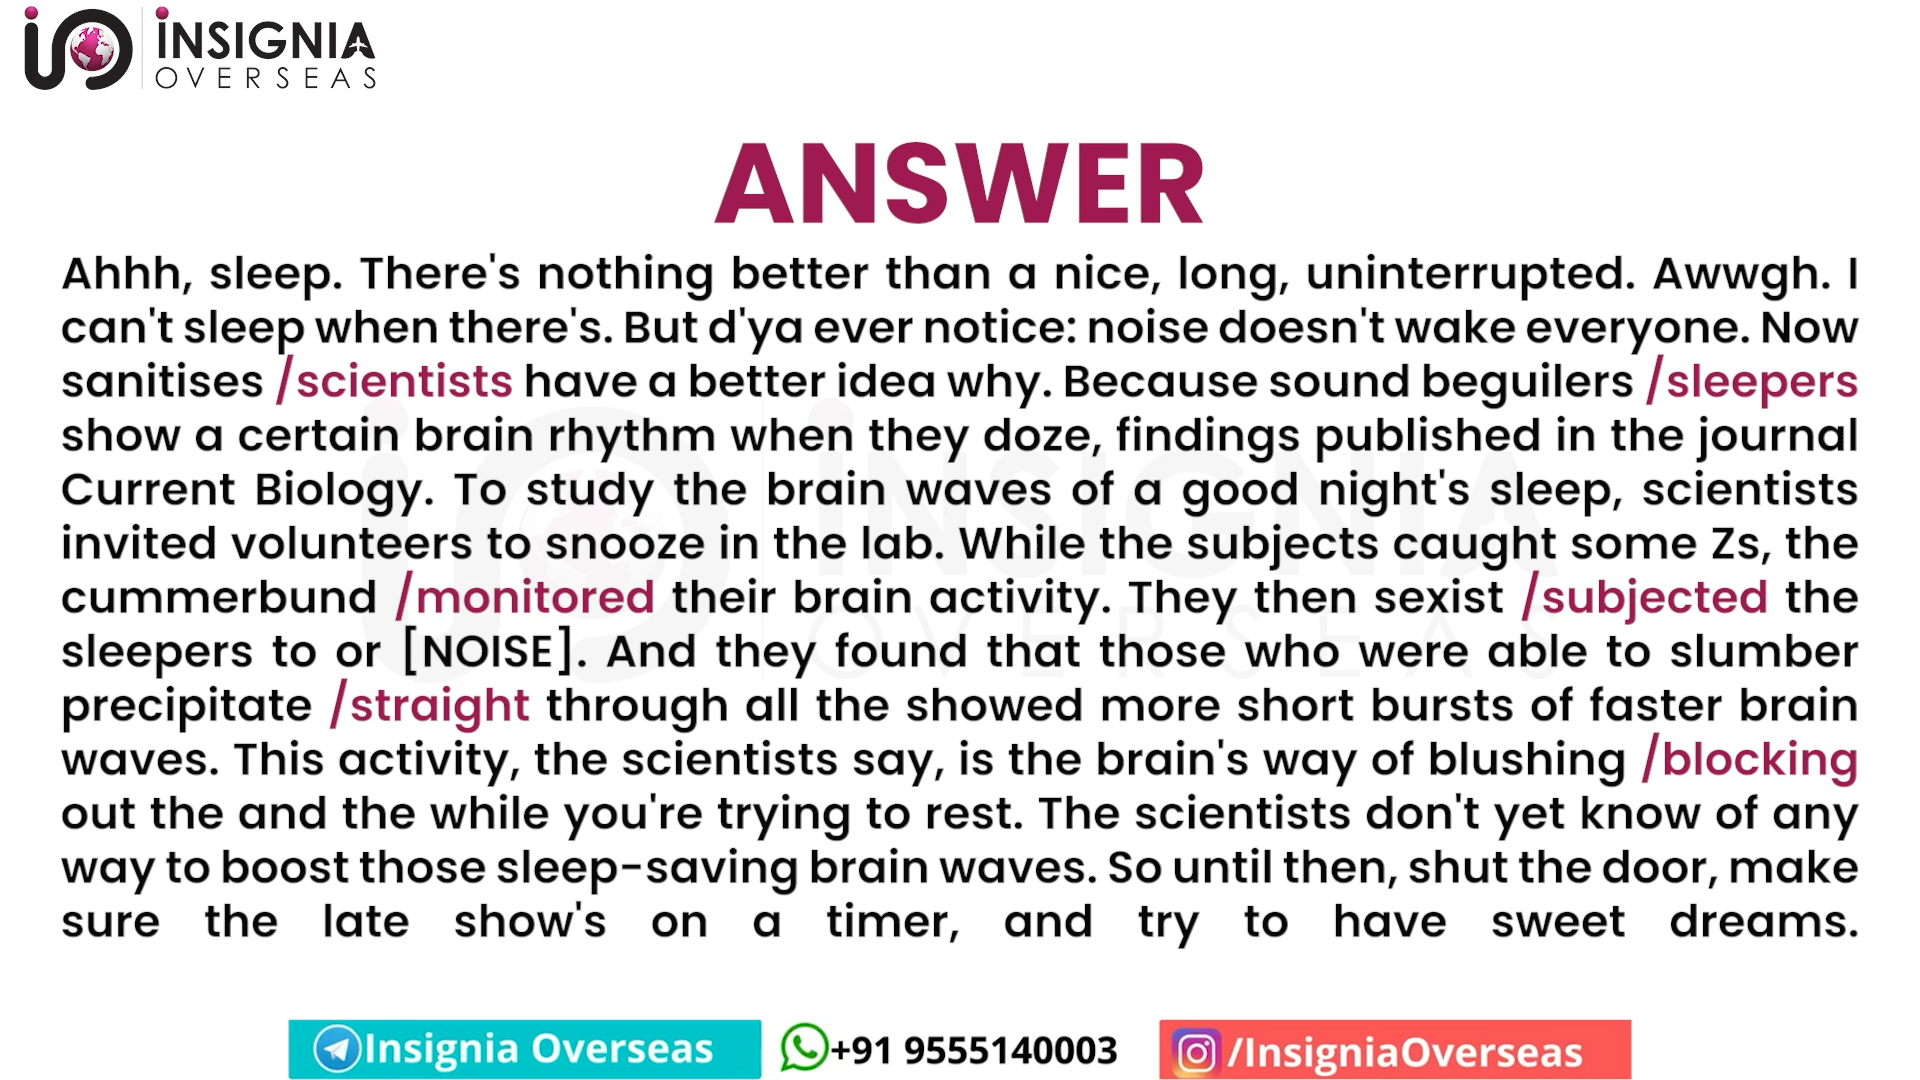 INSIGNIA
OVERSEAS
ANSWER
Ahhh, sleep. There's nothing better than a nice, long, uninterrupted. Awwgh. I
can't sleep when there's. But d'ya ever notice: noise doesn't wake everyone. Now
sanitises /scientists have a better idea why. Because sound beguilers /sleepers
show a certain brain rhythm when they doze, findings published in the journal
Current Biology. To study the brain waves of a good night's sleep, scientists
invited volunteers to snooze in the lab. While the subjects caught some Zs, the
cummerbund /monitored their brain activity. They then sexist /subjected the
sleepers to or [NOISE]. And they found that those who were able to slumber
precipitate /straight through all the showed more short bursts of faster brain
waves. This activity, the scientists say, is the brain's way of blushing /blocking
out the and the while you're trying to rest. The scientists don't yet know of any
way to boost those sleep-saving brain waves. So until then, shut the door, make
sure the late show's on a timer, and try to have sweet dreams.
INSIGNIA
OVERSEAS
Insignia Overseas
+91 9555140003
/InsigniaOverseas